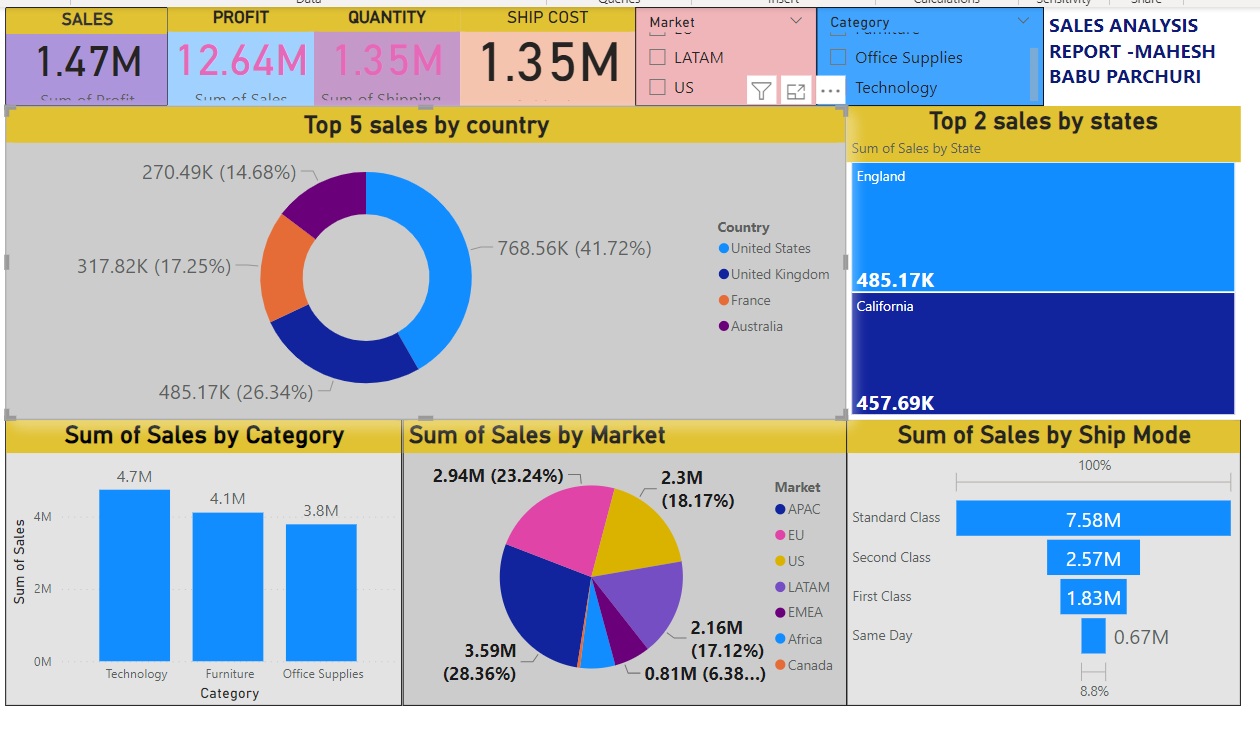 Data
Queries
Insert
Calculations
Sensitivity
Share
SALES
1.47M
Sum of Profit
PROFIT
12.64M
Sum of Sales
QUANTITY
1.35M
Sum of Shipping
SHIP COST
1.35M
Market
EU
LATAM
US
Category
Furniture
Office Supplies
Technology
SALES ANALYSIS
REPORT -MAHESH
BABU PARCHURI
Top 5 sales by country
270.49K (14.68%)
317.82K (17.25%)
768.56K (41.72%)
485.17K (26.34%)
Country
United States
United Kingdom
France
Australia
Top 2 sales by states
Sum of Sales by State
England
485.17K
California
457.69K
Sum of Sales by Category
Sum of Sales
4M
2M
0M
4.7M
4.1M
3.8M
Technology
Furniture
Office Supplies
Category
Sum of Sales by Market
2.94M (23.24%)
2.3M
(18.17%)
2.16M
(17.12%)
3.59M
(28.36%)
0.81M (6.38...)
Market
APAC
EU
US
LATAM
EMEA
Africa
Canada
Sum of Sales by Ship Mode
100%
Standard Class
7.58M
Second Class
2.57M
First Class
1.83M
Same Day
0.67M
8.8%